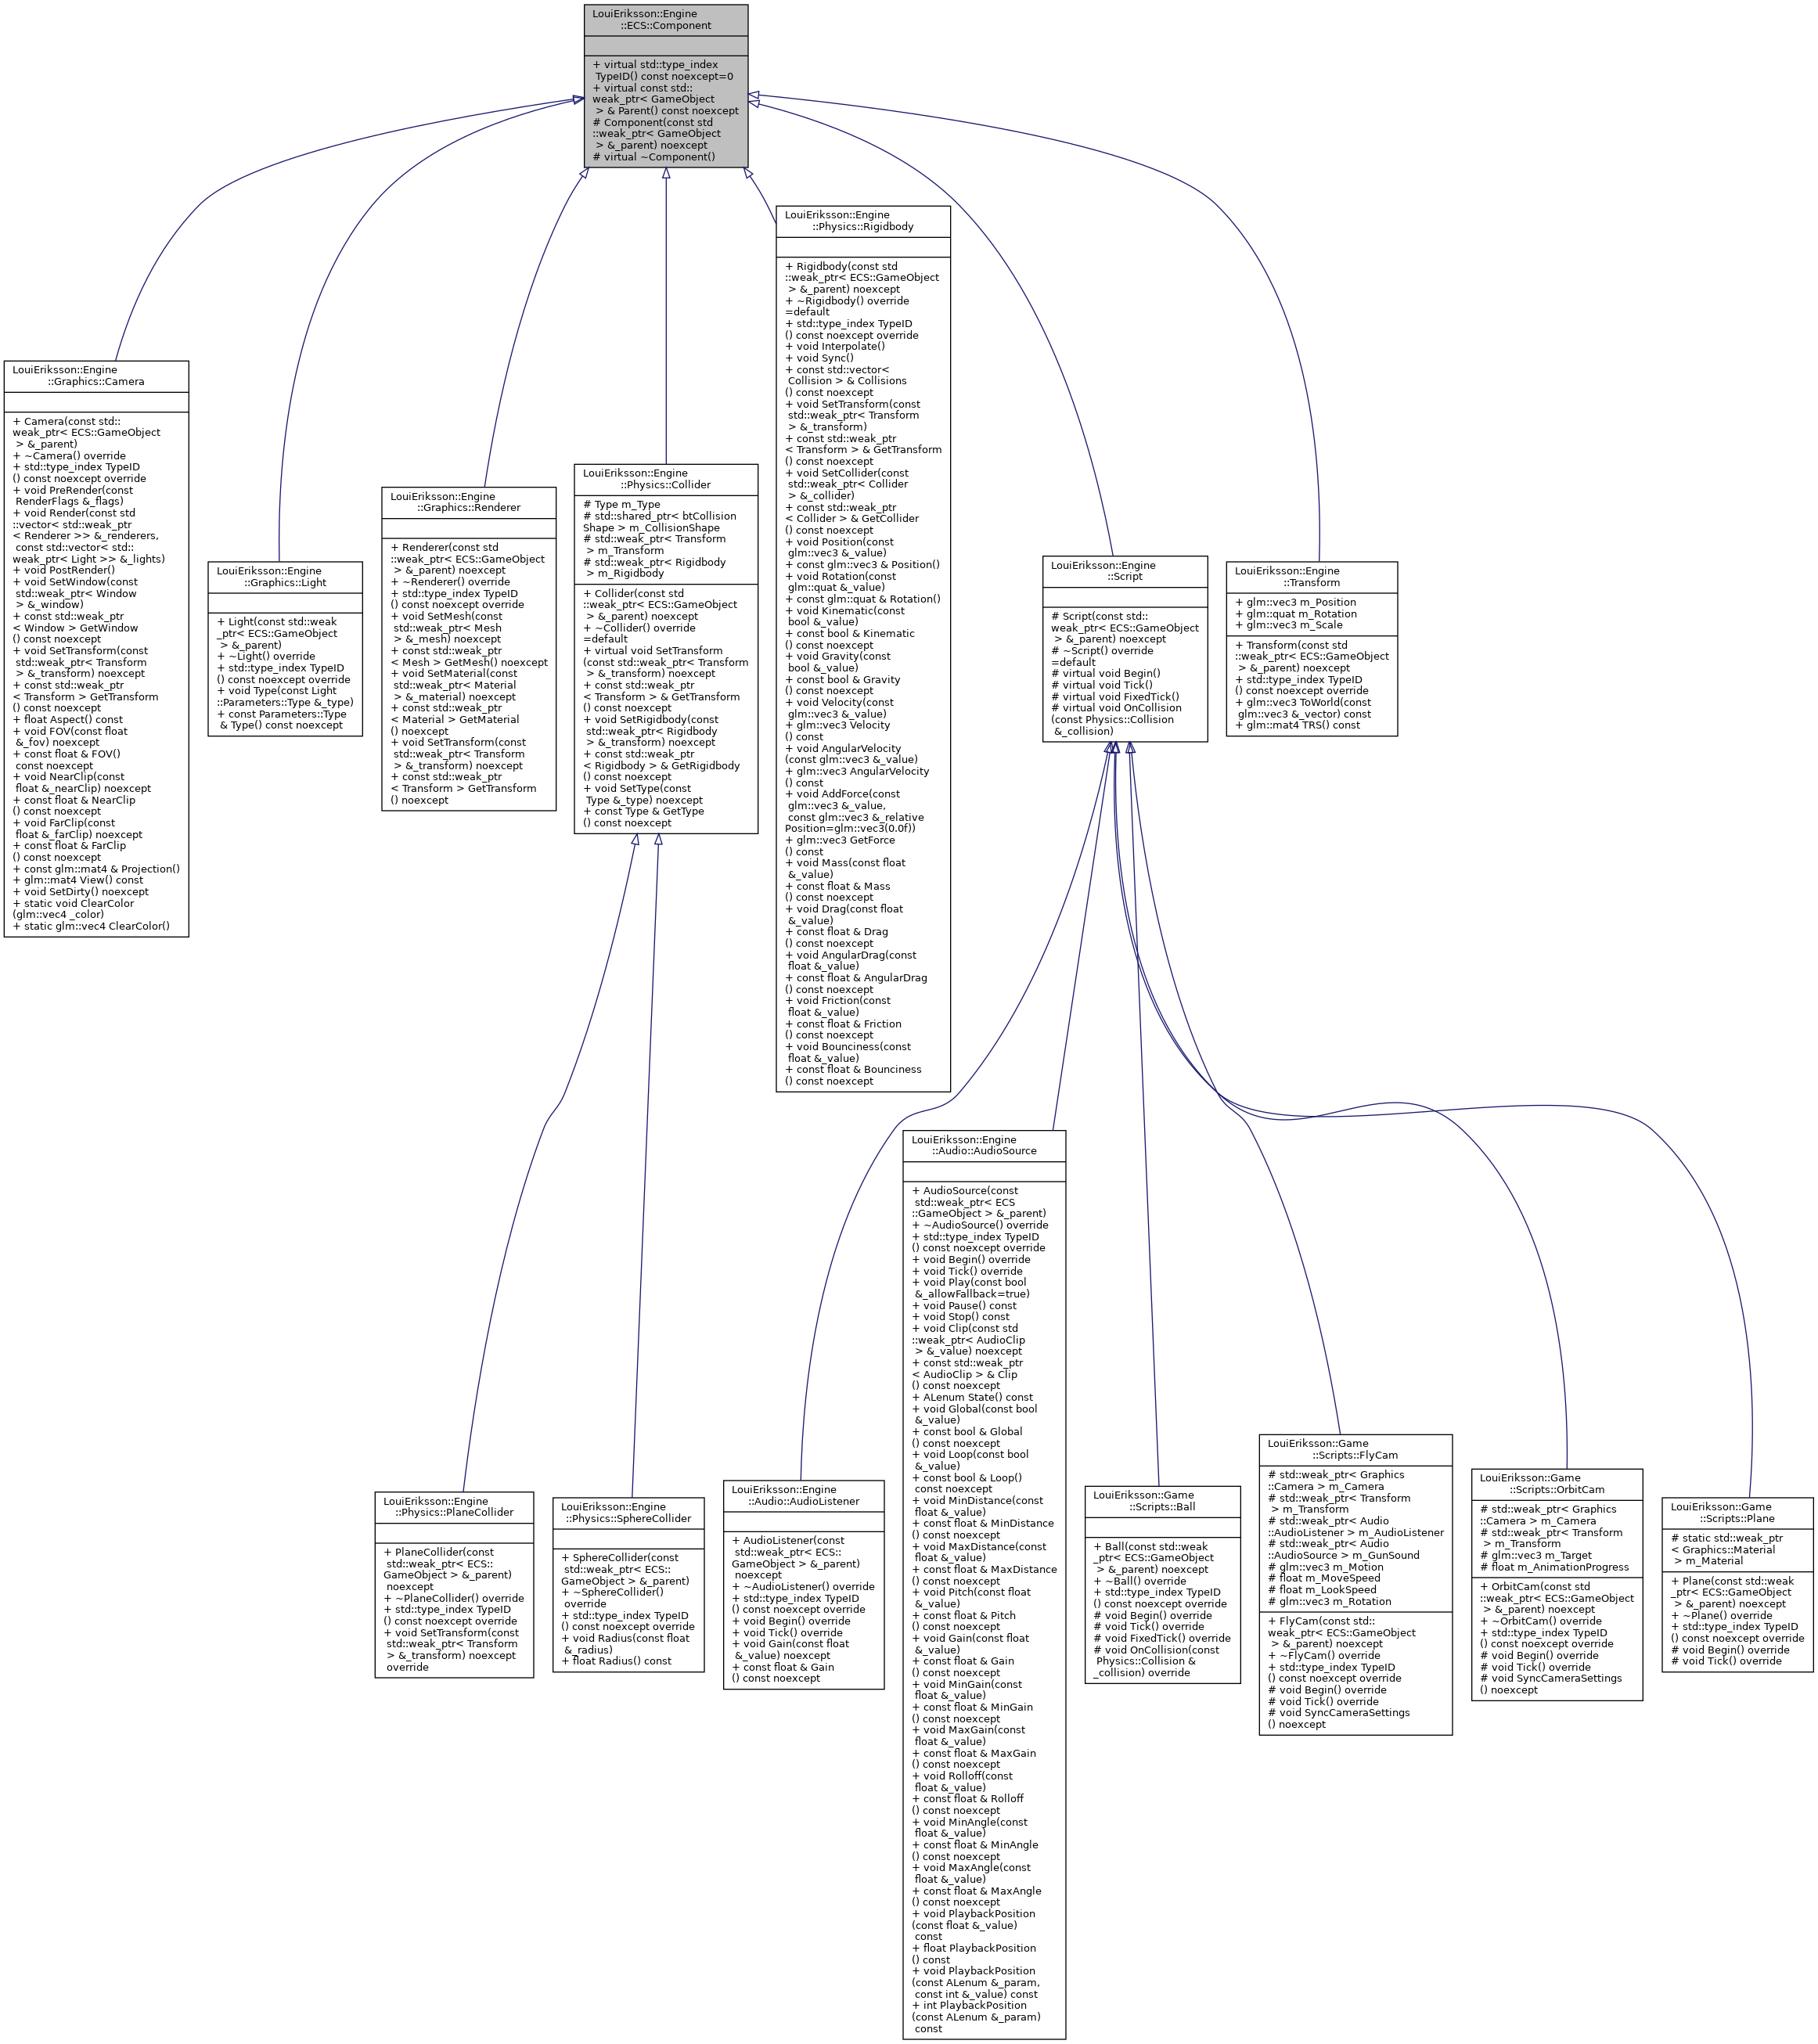 LouiEriksson::Engine
::ECS::Component
+ virtual std::type_index
TypeID() const noexcept=0
+ virtual const std::
weak_ptr< GameObject
> & Parent() const noexcept
# Component(const std
::weak_ptr< GameObject
> &_parent) noexcept
# virtual ~Component()
LouiEriksson::Engine
::Physics::Rigidbody
+ Rigidbody(const std
::weak_ptr< ECS::GameObject
> &_parent) noexcept
+ ~Rigidbody() override
=default
+ std::type_index TypeID
() const noexcept override
+ void Interpolate()
+ void Sync()
+ const std::vector<
Collision > & Collisions
() const noexcept
+ void SetTransform(const
std::weak_ptr< Transform
> &_transform)
+ const std::weak_ptr
< Transform > & GetTransform
() const noexcept
+ void SetCollider(const
std::weak_ptr< Collider
> &_collider)
+ const std::weak_ptr
< Collider > & GetCollider
() const noexcept
+ void Position(const
glm::vec3 &_value)
+ const glm::vec3 & Position()
+ void Rotation(const
glm::quat &_value)
+ const glm::quat & Rotation()
+ void Kinematic(const
bool &_value)
+ const bool & Kinematic
() const noexcept
+ void Gravity(const
bool &_value)
+ const bool & Gravity
() const noexcept
+ void Velocity(const
glm::vec3 &_value)
+ glm::vec3 Velocity
() const
+ void AngularVelocity
(const glm::vec3 &_value)
+ glm::vec3 AngularVelocity
() const
+ void AddForce(const
glm::vec3 &_value,
const glm::vec3 &_relative
Position=glm::vec3(0.0f))
+ glm::vec3 GetForce
() const
+ void Mass(const float
&_value)
+ const float & Mass
() const noexcept
+ void Drag(const float
&_value)
+ const float & Drag
() const noexcept
+ void AngularDrag(const
float &_value)
+ const float & AngularDrag
() const noexcept
+ void Friction(const
float &_value)
+ const float & Friction
() const noexcept
+ void Bounciness(const
float &_value)
+ const float & Bounciness
() const noexcept
LouiEriksson::Engine
::Graphics::Camera
+ Camera(const std::
weak_ptr< ECS::GameObject
> &_parent)
+ ~Camera() override
+ std::type_index TypeID
() const noexcept override
+ void PreRender(const
RenderFlags &_flags)
+ void Render(const std
::vector< std::weak_ptr
< Renderer >> &_renderers,
const std::vector< std::
weak_ptr< Light >> &_lights)
+ void PostRender()
+ void SetWindow(const
std::weak_ptr< Window
> &_window)
+ const std::weak_ptr
< Window > GetWindow
() const noexcept
+ void SetTransform(const
std::weak_ptr< Transform
> &_transform) noexcept
+ const std::weak_ptr
< Transform > GetTransform
() const noexcept
+ float Aspect() const
+ void FOV(const float
&_fov) noexcept
+ const float & FOV()
const noexcept
+ void NearClip(const
float &_nearClip) noexcept
+ const float & NearClip
() const noexcept
+ void FarClip(const
float &_farClip) noexcept
+ const float & FarClip
() const noexcept
+ const glm::mat4 & Projection()
+ glm::mat4 View() const
+ void SetDirty() noexcept
+ static void ClearColor
(glm::vec4 _color)
+ static glm::vec4 ClearColor()
LouiEriksson::Engine
::Graphics::Light
+ Light(const std::weak
_ptr< ECS::GameObject
> &_parent)
+ ~Light() override
+ std::type_index TypeID
() const noexcept override
+ void Type(const Light
::Parameters::Type &_type)
+ const Parameters::Type
& Type() const noexcept
LouiEriksson::Engine
::Graphics::Renderer
+ Renderer(const std
::weak_ptr< ECS::GameObject
> &_parent) noexcept
+ ~Renderer() override
+ std::type_index TypeID
() const noexcept override
+ void SetMesh(const
std::weak_ptr< Mesh
> &_mesh) noexcept
+ const std::weak_ptr
< Mesh > GetMesh() noexcept
+ void SetMaterial(const
std::weak_ptr< Material
> &_material) noexcept
+ const std::weak_ptr
< Material > GetMaterial
() noexcept
+ void SetTransform(const
std::weak_ptr< Transform
> &_transform) noexcept
+ const std::weak_ptr
< Transform > GetTransform
() noexcept
LouiEriksson::Engine
::Physics::Collider
# Type m_Type
# std::shared_ptr< btCollision
Shape > m_CollisionShape
# std::weak_ptr< Transform
> m_Transform
# std::weak_ptr< Rigidbody
> m_Rigidbody
+ Collider(const std
::weak_ptr< ECS::GameObject
> &_parent) noexcept
+ ~Collider() override
=default
+ virtual void SetTransform
(const std::weak_ptr< Transform
> &_transform) noexcept
+ const std::weak_ptr
< Transform > & GetTransform
() const noexcept
+ void SetRigidbody(const
std::weak_ptr< Rigidbody
> &_transform) noexcept
+ const std::weak_ptr
< Rigidbody > & GetRigidbody
() const noexcept
+ void SetType(const
Type &_type) noexcept
+ const Type & GetType
() const noexcept
LouiEriksson::Engine
::Script
# Script(const std::
weak_ptr< ECS::GameObject
> &_parent) noexcept
# ~Script() override
=default
# virtual void Begin()
# virtual void Tick()
# virtual void FixedTick()
# virtual void OnCollision
(const Physics::Collision
&_collision)
LouiEriksson::Engine
::Transform
+ glm::vec3 m_Position
+ glm::quat m_Rotation
+ glm::vec3 m_Scale
+ Transform(const std
::weak_ptr< ECS::GameObject
> &_parent) noexcept
+ std::type_index TypeID
() const noexcept override
+ glm::vec3 ToWorld(const
glm::vec3 &_vector) const
+ glm::mat4 TRS() const
LouiEriksson::Engine
::Physics::PlaneCollider
+ PlaneCollider(const
std::weak_ptr< ECS::
GameObject > &_parent)
noexcept
+ ~PlaneCollider() override
+ std::type_index TypeID
() const noexcept override
+ void SetTransform(const
std::weak_ptr< Transform
> &_transform) noexcept
override
LouiEriksson::Engine
::Physics::SphereCollider
+ SphereCollider(const
std::weak_ptr< ECS::
GameObject > &_parent)
+ ~SphereCollider()
override
+ std::type_index TypeID
() const noexcept override
+ void Radius(const float
&_radius)
+ float Radius() const
LouiEriksson::Engine
::Audio::AudioListener
+ AudioListener(const
std::weak_ptr< ECS::
GameObject > &_parent)
noexcept
+ ~AudioListener() override
+ std::type_index TypeID
() const noexcept override
+ void Begin() override
+ void Tick() override
+ void Gain(const float
&_value) noexcept
+ const float & Gain
() const noexcept
LouiEriksson::Engine
::Audio::AudioSource
+ AudioSource(const
std::weak_ptr< ECS
::GameObject > &_parent)
+ ~AudioSource() override
+ std::type_index TypeID
() const noexcept override
+ void Begin() override
+ void Tick() override
+ void Play(const bool
&_allowFallback=true)
+ void Pause() const
+ void Stop() const
+ void Clip(const std
::weak_ptr< AudioClip
> &_value) noexcept
+ const std::weak_ptr
< AudioClip > & Clip
() const noexcept
+ ALenum State() const
+ void Global(const bool
&_value)
+ const bool & Global
() const noexcept
+ void Loop(const bool
&_value)
+ const bool & Loop()
const noexcept
+ void MinDistance(const
float &_value)
+ const float & MinDistance
() const noexcept
+ void MaxDistance(const
float &_value)
+ const float & MaxDistance
() const noexcept
+ void Pitch(const float
&_value)
+ const float & Pitch
() const noexcept
+ void Gain(const float
&_value)
+ const float & Gain
() const noexcept
+ void MinGain(const
float &_value)
+ const float & MinGain
() const noexcept
+ void MaxGain(const
float &_value)
+ const float & MaxGain
() const noexcept
+ void Rolloff(const
float &_value)
+ const float & Rolloff
() const noexcept
+ void MinAngle(const
float &_value)
+ const float & MinAngle
() const noexcept
+ void MaxAngle(const
float &_value)
+ const float & MaxAngle
() const noexcept
+ void PlaybackPosition
(const float &_value)
const
+ float PlaybackPosition
() const
+ void PlaybackPosition
(const ALenum &_param,
const int &_value) const
+ int PlaybackPosition
(const ALenum &_param)
const
LouiEriksson::Game
::Scripts::Ball
+ Ball(const std::weak
_ptr< ECS::GameObject
> &_parent) noexcept
+ ~Ball() override
+ std::type_index TypeID
() const noexcept override
# void Begin() override
# void Tick() override
# void FixedTick() override
# void OnCollision(const
Physics::Collision &
_collision) override
LouiEriksson::Game
::Scripts::FlyCam
# std::weak_ptr< Graphics
::Camera > m_Camera
# std::weak_ptr< Transform
> m_Transform
# std::weak_ptr< Audio
::AudioListener > m_AudioListener
# std::weak_ptr< Audio
::AudioSource > m_GunSound
# glm::vec3 m_Motion
# float m_MoveSpeed
# float m_LookSpeed
# glm::vec3 m_Rotation
+ FlyCam(const std::
weak_ptr< ECS::GameObject
> &_parent) noexcept
+ ~FlyCam() override
+ std::type_index TypeID
() const noexcept override
# void Begin() override
# void Tick() override
# void SyncCameraSettings
() noexcept
LouiEriksson::Game
::Scripts::OrbitCam
# std::weak_ptr< Graphics
::Camera > m_Camera
# std::weak_ptr< Transform
> m_Transform
# glm::vec3 m_Target
# float m_AnimationProgress
+ OrbitCam(const std
::weak_ptr< ECS::GameObject
> &_parent) noexcept
+ ~OrbitCam() override
+ std::type_index TypeID
() const noexcept override
# void Begin() override
# void Tick() override
# void SyncCameraSettings
() noexcept
LouiEriksson::Game
::Scripts::Plane
# static std::weak_ptr
< Graphics::Material
> m_Material
+ Plane(const std::weak
_ptr< ECS::GameObject
> &_parent) noexcept
+ ~Plane() override
+ std::type_index TypeID
() const noexcept override
# void Begin() override
# void Tick() override